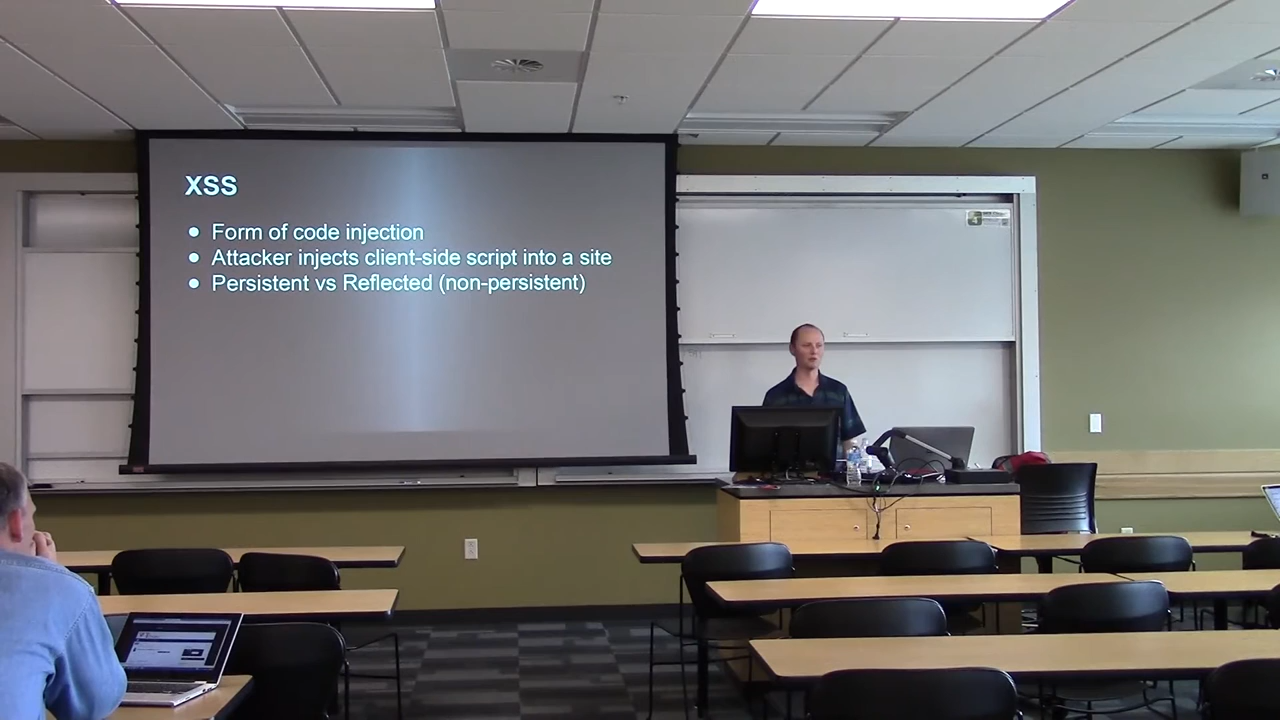 XSS
● Form of code injection
● Attacker injects client-side script into a site
● Persistent vs Reflected (non-persistent)